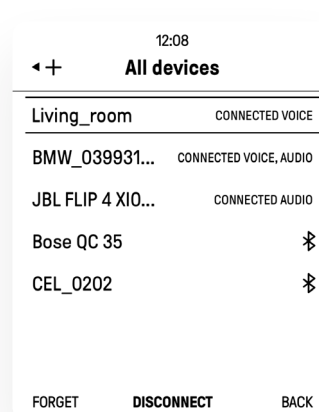 12:08
All devices
Living_room CONNECTED VOICE
BMW_039931... CONNECTED VOICE, AUDIO
JBL FLIP 4 XIO... CONNECTED AUDIO
Bose QC 35
CEL_0202
FORGET DISCONNECT BACK